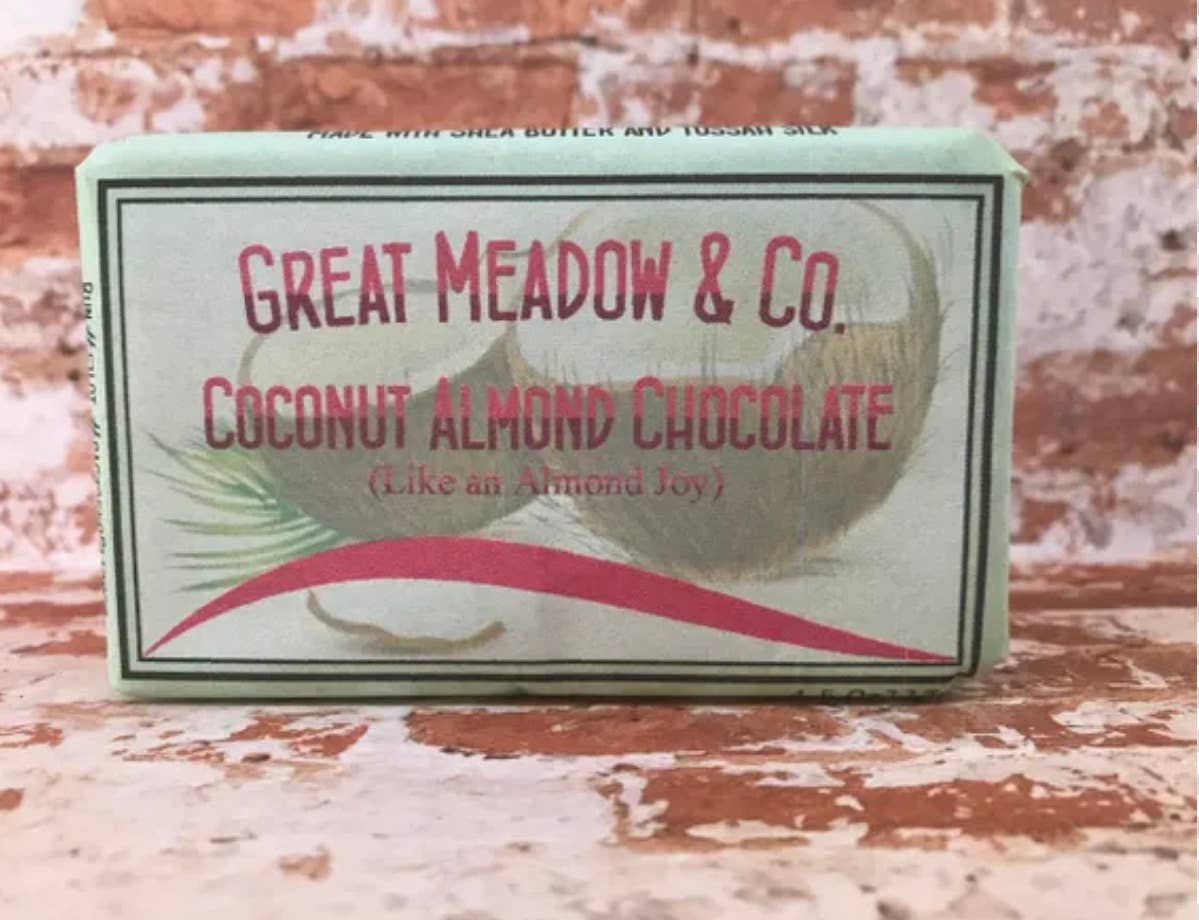 MADE WITH SHEA BUTTER AND TUSSAH SILK
GREAT MEADOW & CO.
COCONUT ALMOND CHOCOLATE
(Like an Almond Joy)